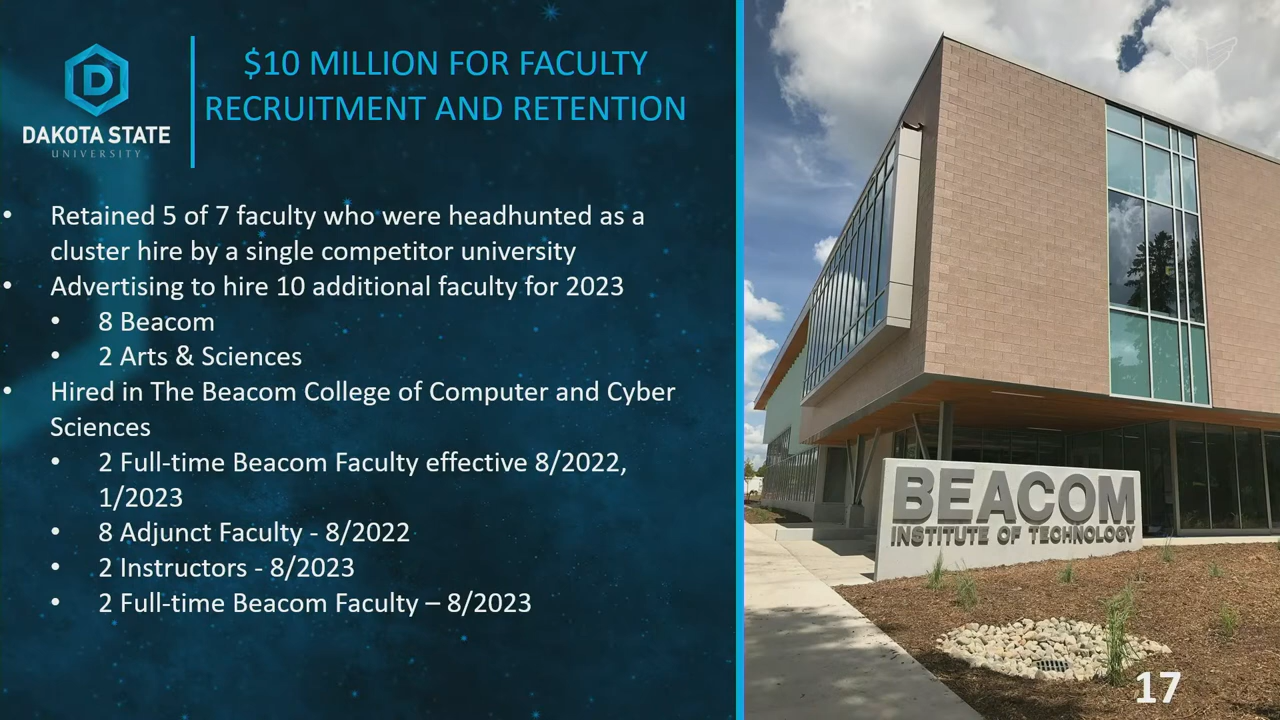 DAKOTA STATE
UNIVERSITY
$10 MILLION FOR FACULTY
RECRUITMENT AND RETENTION
• Retained 5 of 7 faculty who were headhunted as a
cluster hire by a single competitor university
• Advertising to hire 10 additional faculty for 2023
• 8 Beacom
• 2 Arts & Sciences
• Hired in The Beacom College of Computer and Cyber
Sciences
• 2 Full-time Beacom Faculty effective 8/2022,
1/2023
• 8 Adjunct Faculty - 8/2022
• 2 Instructors - 8/2023
• 2 Full-time Beacom Faculty – 8/2023
BEACOM
INSTITUTE OF TECHNOLOGY
17